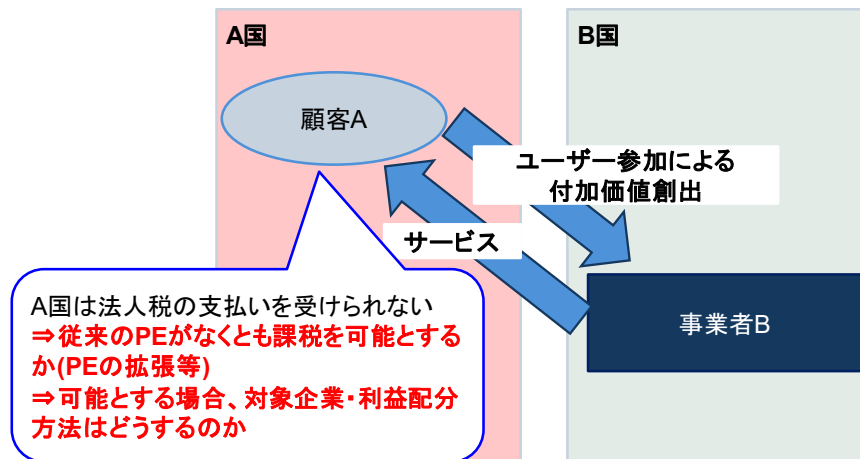 A国
B国
顧客A
ユーザー参加による
付加価値創出
サービス
事業者B
A国は法人税の支払いを受けられない
⇒従来のPEがなくとも課税を可能とする
か(PEの拡張等)
⇒可能とする場合、対象企業・利益配分
方法はどうするのか